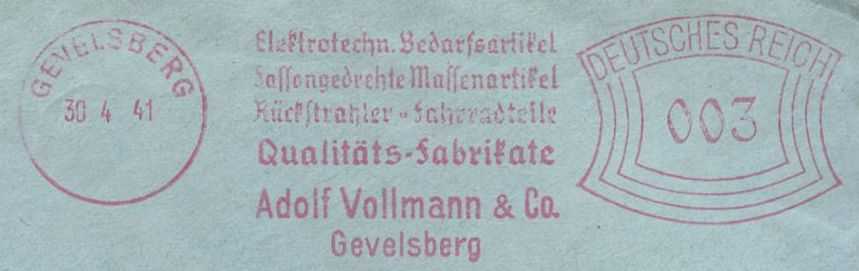 GEVELSBERG
30 4 41
Elektrotechn. Bedarfsartikel
Fassongedrehte Massenartikel
Rückstrahler - Fahrradteile
Qualitäts-Fabrikate
Adolf Vollmann & Co.
Gevelsberg
DEUTSCHES REICH
003